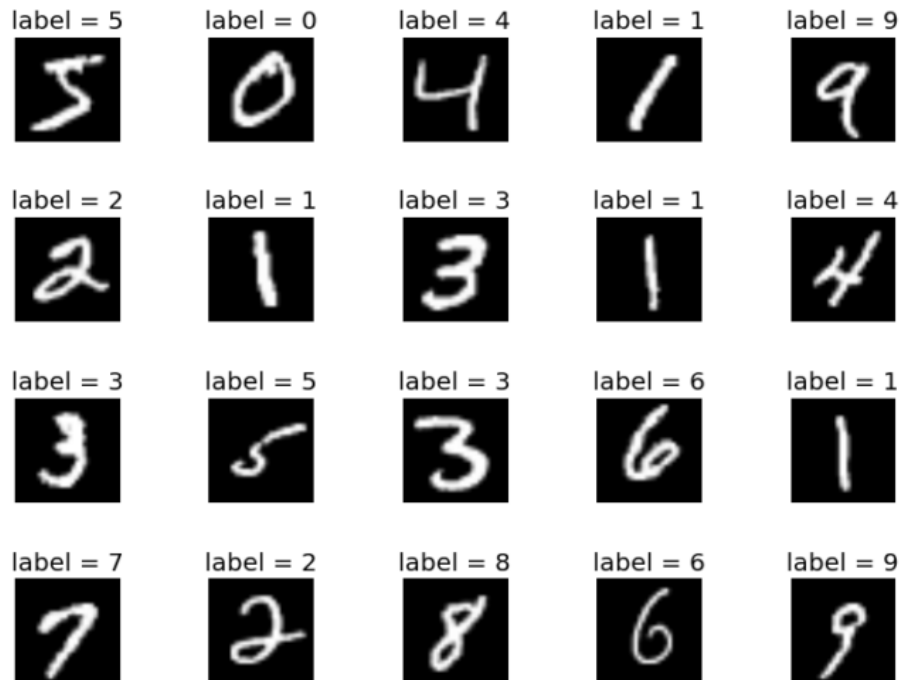 label = 5 label = 0 label = 4 label = 1 label = 9
5 0 4 1 9
label = 2 label = 1 label = 3 label = 1 label = 4
2 1 3 1 4
label = 3 label = 5 label = 3 label = 6 label = 1
3 5 3 6 1
label = 7 label = 2 label = 8 label = 6 label = 9
7 2 8 6 9